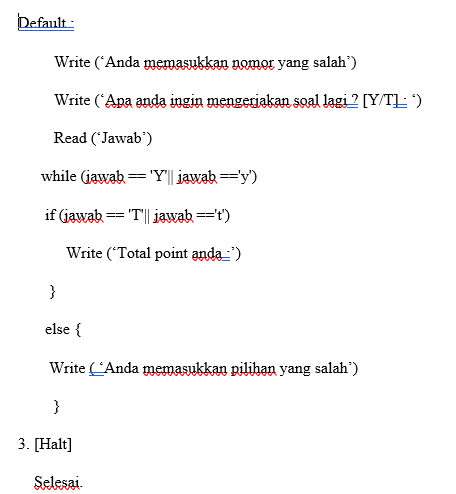 Default :
Write (‘Anda memasukkan nomor yang salah’)
Write (‘Apa anda ingin mengerjakan soal lagi ? [Y/T] : ‘)
Read (‘Jawab’)
while (jawab == 'Y'|| jawab =='y')
if (jawab == 'T'|| jawab =='t')
Write (‘Total point anda :’)
}
else {
Write ( ‘Anda memasukkan pilihan yang salah’)
}
3. [Halt]
Selesai.